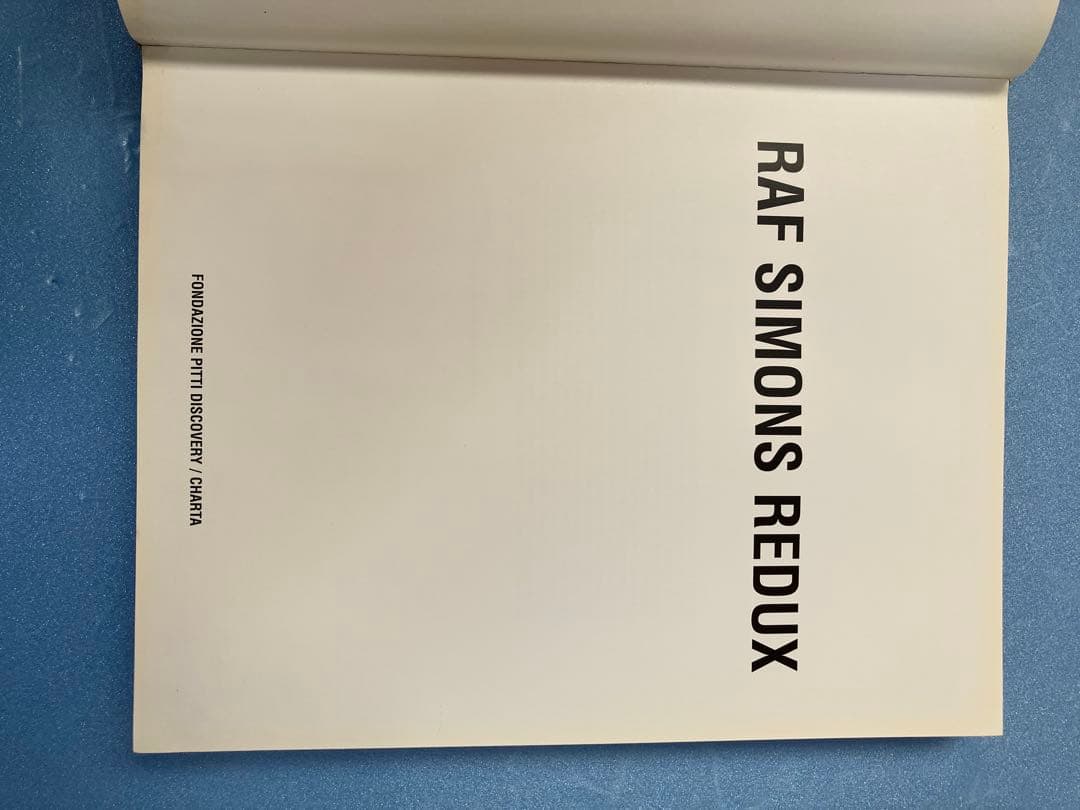 RAF SIMONS REDUX
FONDAZIONE PITTI DISCOVERY / CHARTA